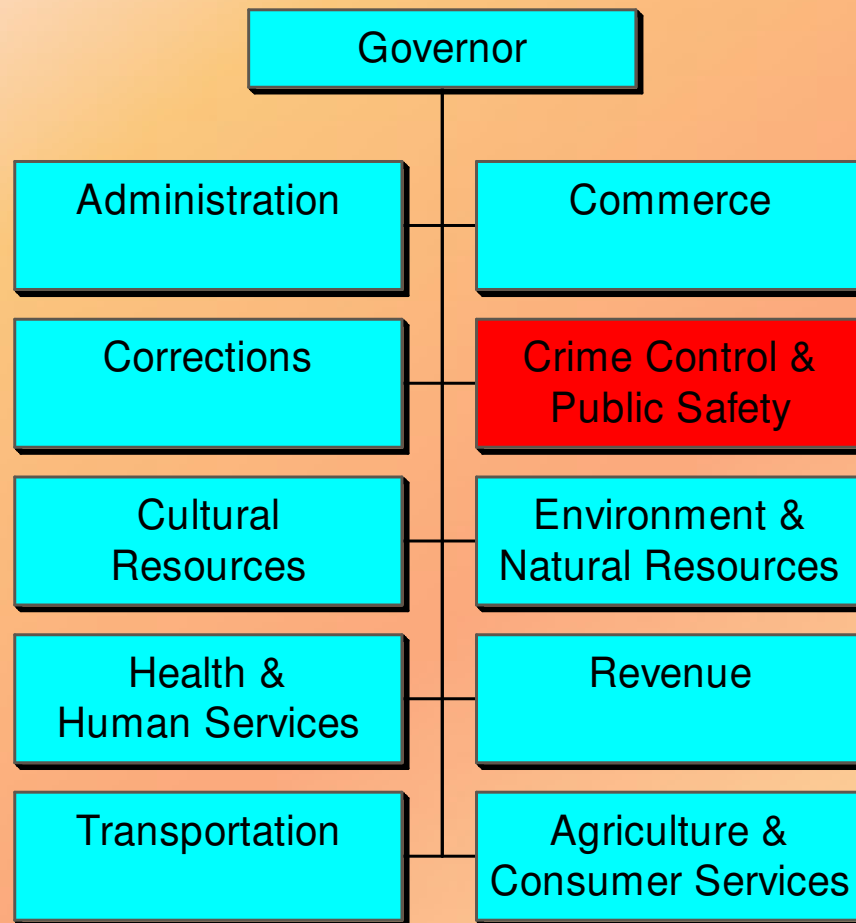 Governor
Administration
Commerce
Corrections
Crime Control &
Public Safety
Cultural
Resources
Environment &
Natural Resources
Health &
Human Services
Revenue
Transportation
Agriculture &
Consumer Services